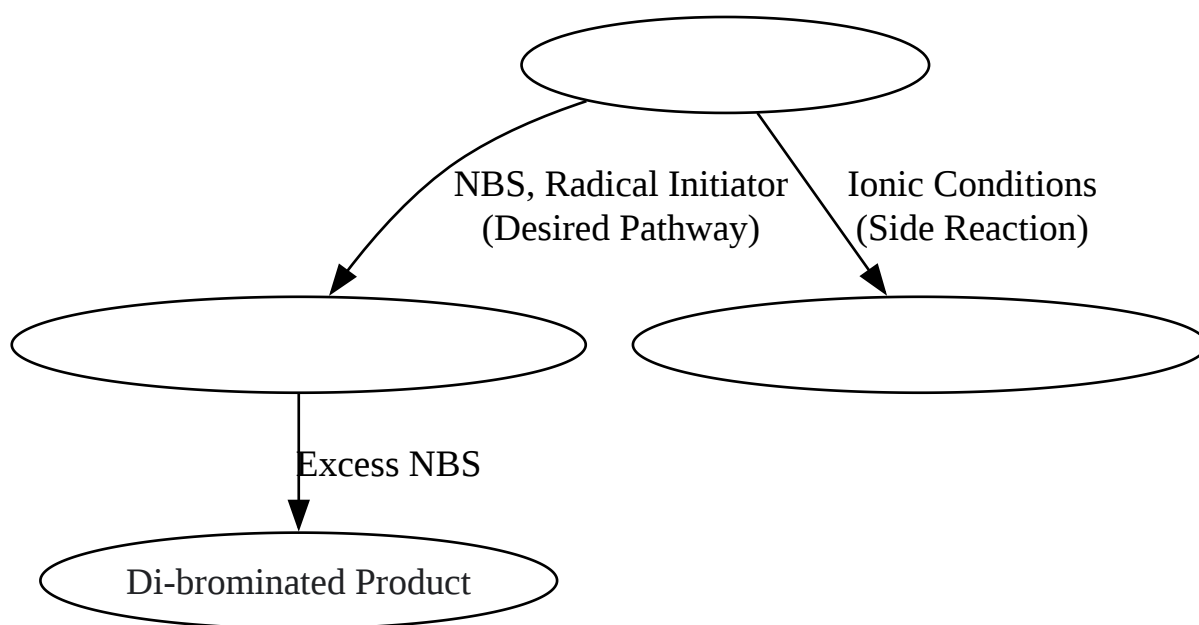 NBS, Radical Initiator
(Desired Pathway)
Ionic Conditions
(Side Reaction)
Excess NBS
Di-brominated Product